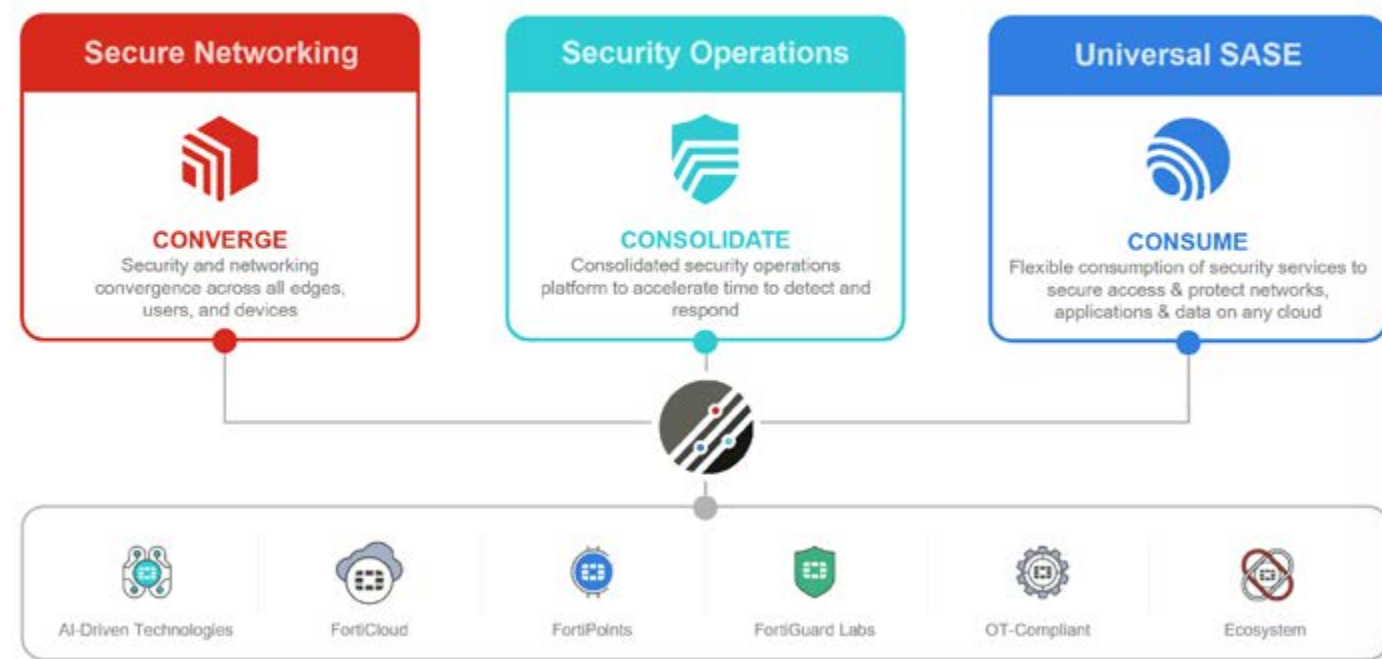 Secure Networking
CONVERGE
Security and networking
convergence across all edges,
users, and devices
Security Operations
CONSOLIDATE
Consolidated security operations
platform to accelerate time to detect and
respond
Universal SASE
CONSUME
Flexible consumption of security services to
secure access & protect networks,
applications & data on any cloud
AI-Driven Technologies
FortiCloud
FortiPoints
FortiGuard Labs
OT-Compliant
Ecosystem